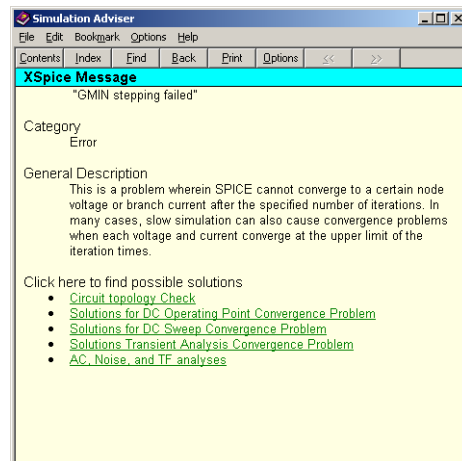 Simulation Adviser
File Edit Bookmark Options Help
Contents Index Find Back Print Options << >>
XSpice Message
"GMIN stepping failed"
Category
Error
General Description
This is a problem wherein SPICE cannot converge to a certain node
voltage or branch current after the specified number of iterations. In
many cases, slow simulation can also cause convergence problems
when each voltage and current converge at the upper limit of the
iteration times.
Click here to find possible solutions
• Circuit topology Check
• Solutions for DC Operating Point Convergence Problem
• Solutions for DC Sweep Convergence Problem
• Solutions Transient Analysis Convergence Problem
• AC, Noise, and TF analyses